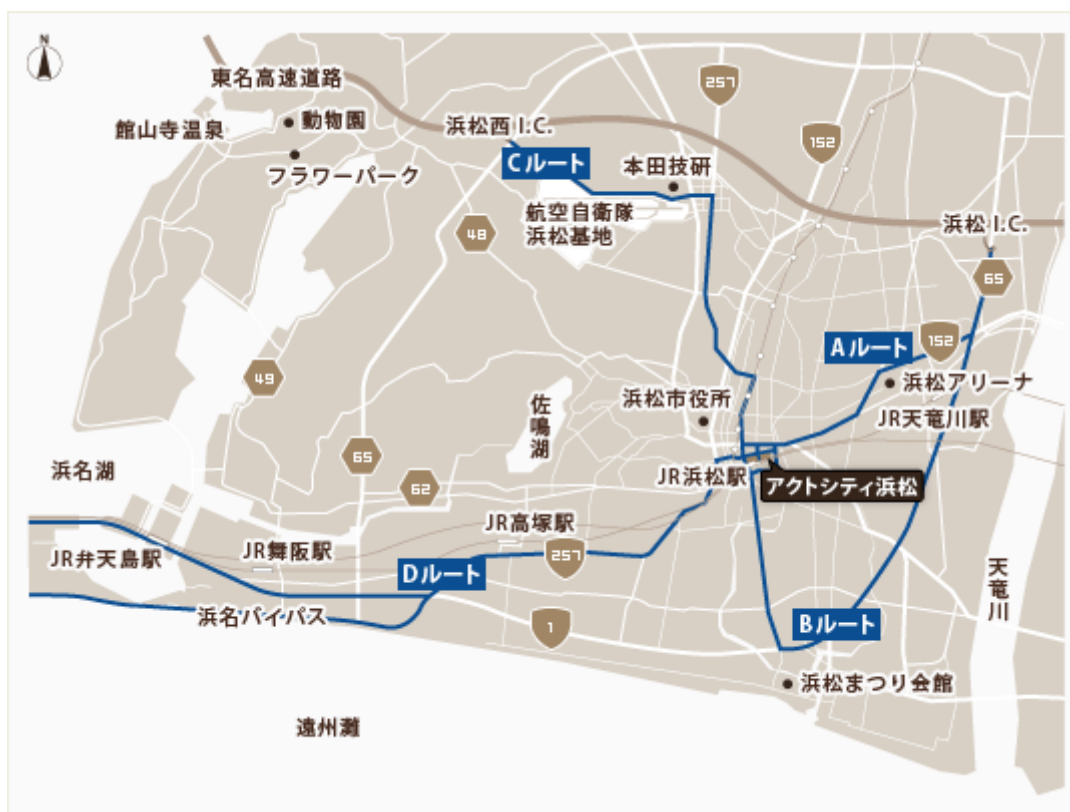 N
東名高速道路
257
館山寺温泉
動物園
浜松西 I.C.
152
フラワーパーク
Cルート
本田技研
航空自衛隊
浜松基地
48
浜松 I.C.
65
Aルート
152
49
浜松アリーナ
浜松市役所
佐鳴湖
JR天竜川駅
65
浜名湖
62
JR浜松駅
アクトシティ浜松
JR高塚駅
JR舞阪駅
257
JR弁天島駅
Dルート
天竜川
浜名バイパス
1
Bルート
浜松まつり会館
遠州灘